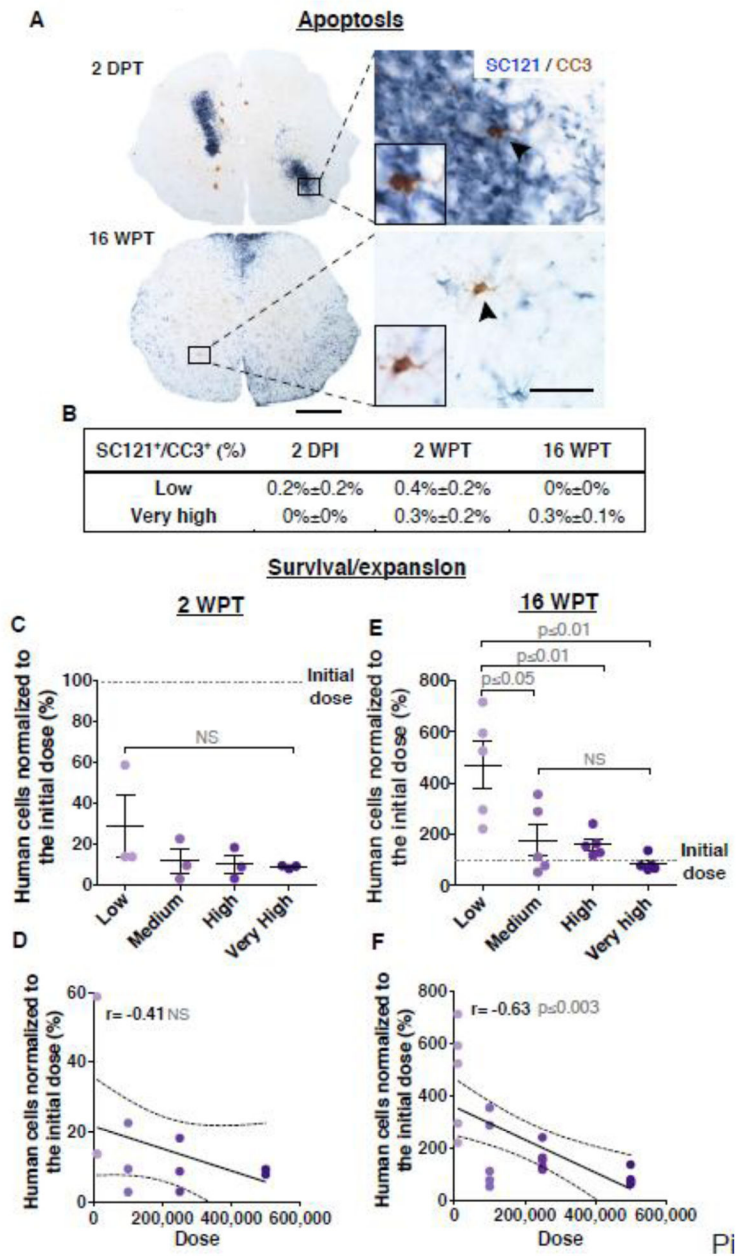 A
Apoptosis
2 DPT
SC121 / CC3
16 WPT
B
SC121+/CC3+ (%) 2 DPI 2 WPT 16 WPT
Low 0.2%±0.2% 0.4%±0.2% 0%±0%
Very high 0%±0% 0.3%±0.2% 0.3%±0.1%
Survival/expansion
2 WPT
16 WPT
C
Human cells normalized to
the initial dose (%)
100
80
60
40
20
0
Initial
dose
NS
Low
Medium
High
Very High
E
Human cells normalized to
the initial dose (%)
800
600
400
200
0
p≤0.01
p≤0.01
p≤0.05
NS
Initial
dose
Low
Medium
High
Very high
D
Human cells normalized to
the initial dose (%)
60
40
20
0
r= -0.41 NS
0 200,000 400,000 600,000
Dose
F
Human cells normalized to
the initial dose (%)
800
600
400
200
0
r= -0.63 p≤0.003
0 200,000 400,000 600,000
Dose
Pi